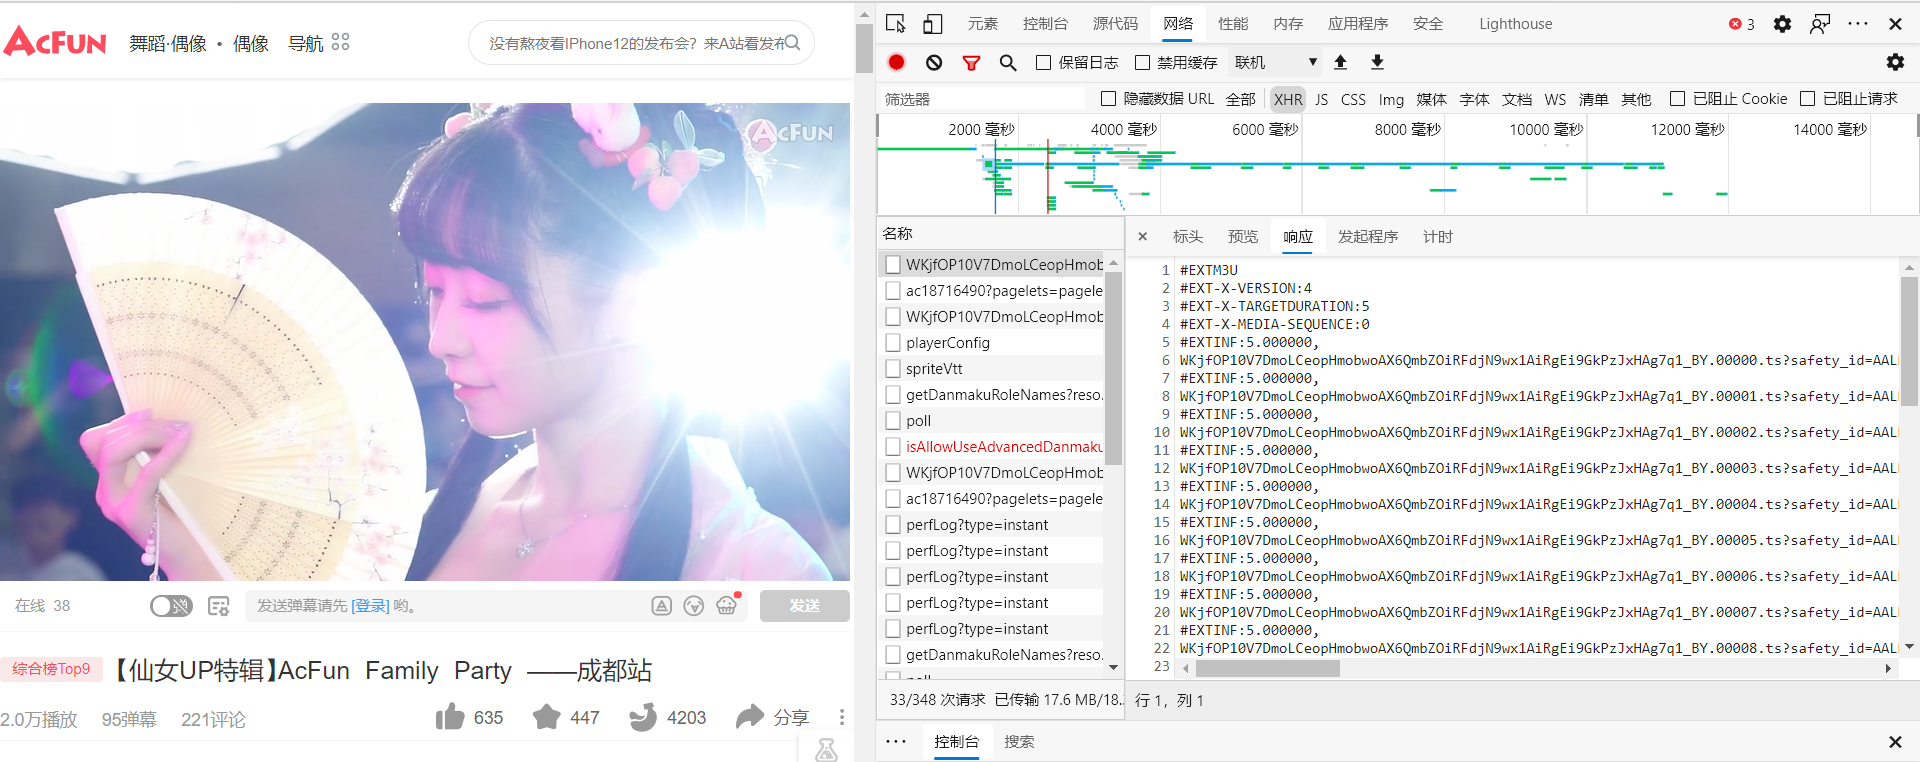 AcFun
舞蹈·偶像 • 偶像 导航
没有熬夜看IPhone12的发布会？来A站看发布
AcFun
在线 38
发送弹幕请先 [登录] 哟。
发送
综合榜Top9
【仙女UP特辑】AcFun Family Party ——成都站
2.0万播放 95弹幕 221评论
635 447 4203 分享
元素 控制台 源代码 网络 性能 内存 应用程序 安全 Lighthouse 3
保留日志 禁用缓存 联机
筛选器 隐藏数据 URL 全部 XHR JS CSS Img 媒体 字体 文档 WS 清单 其他 已阻止 Cookie 已阻止请求
2000 毫秒 4000 毫秒 6000 毫秒 8000 毫秒 10000 毫秒 12000 毫秒 14000 毫秒
名称
WKjfOP10V7DmoLCeopHmob
ac18716490?pagelets=pagele
WKjfOP10V7DmoLCeopHmob
playerConfig
spriteVtt
getDanmakuRoleNames?reso.
poll
isAllowUseAdvancedDanmaku
WKjfOP10V7DmoLCeopHmob
ac18716490?pagelets=pagele
perfLog?type=instant
perfLog?type=instant
perfLog?type=instant
perfLog?type=instant
perfLog?type=instant
getDanmakuRoleNames?reso.
33/348 次请求 已传输 17.6 MB/18.
标头 预览 响应 发起程序 计时
1 #EXTM3U
2 #EXT-X-VERSION:4
3 #EXT-X-TARGETDURATION:5
4 #EXT-X-MEDIA-SEQUENCE:0
5 #EXTINF:5.000000,
6 WKjfOP10V7DmoLCeopHmobwoAX6QmbZOiRFdjN9wx1AiRgEi9GkPzJxHAg7q1_BY.00000.ts?safety_id=AAL
7 #EXTINF:5.000000,
8 WKjfOP10V7DmoLCeopHmobwoAX6QmbZOiRFdjN9wx1AiRgEi9GkPzJxHAg7q1_BY.00001.ts?safety_id=AAL
9 #EXTINF:5.000000,
10 WKjfOP10V7DmoLCeopHmobwoAX6QmbZOiRFdjN9wx1AiRgEi9GkPzJxHAg7q1_BY.00002.ts?safety_id=AAL
11 #EXTINF:5.000000,
12 WKjfOP10V7DmoLCeopHmobwoAX6QmbZOiRFdjN9wx1AiRgEi9GkPzJxHAg7q1_BY.00003.ts?safety_id=AAL
13 #EXTINF:5.000000,
14 WKjfOP10V7DmoLCeopHmobwoAX6QmbZOiRFdjN9wx1AiRgEi9GkPzJxHAg7q1_BY.00004.ts?safety_id=AAL
15 #EXTINF:5.000000,
16 WKjfOP10V7DmoLCeopHmobwoAX6QmbZOiRFdjN9wx1AiRgEi9GkPzJxHAg7q1_BY.00005.ts?safety_id=AAL
17 #EXTINF:5.000000,
18 WKjfOP10V7DmoLCeopHmobwoAX6QmbZOiRFdjN9wx1AiRgEi9GkPzJxHAg7q1_BY.00006.ts?safety_id=AAL
19 #EXTINF:5.000000,
20 WKjfOP10V7DmoLCeopHmobwoAX6QmbZOiRFdjN9wx1AiRgEi9GkPzJxHAg7q1_BY.00007.ts?safety_id=AAL
21 #EXTINF:5.000000,
22 WKjfOP10V7DmoLCeopHmobwoAX6QmbZOiRFdjN9wx1AiRgEi9GkPzJxHAg7q1_BY.00008.ts?safety_id=AAL
23
行 1，列 1
控制台 搜索